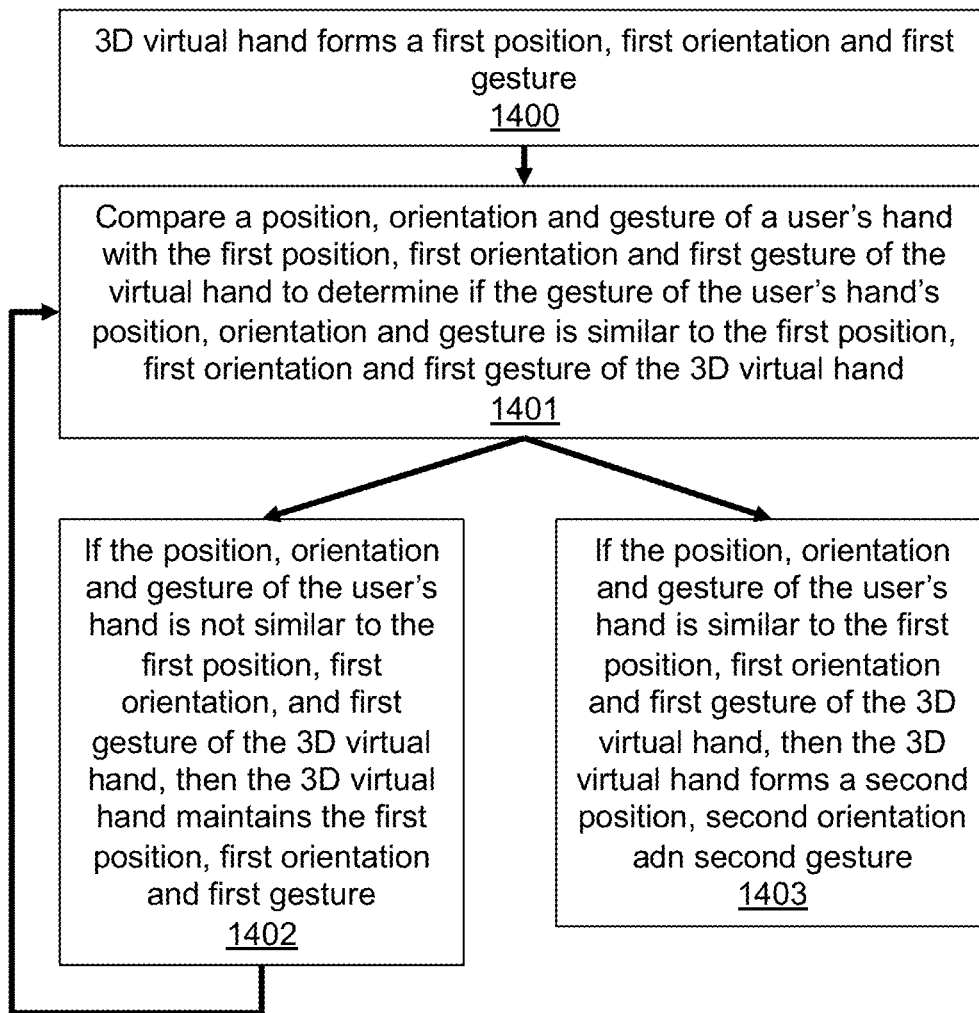 3D virtual hand forms a first position, first orientation and first
gesture
1400
Compare a position, orientation and gesture of a user's hand
with the first position, first orientation and first gesture of the
virtual hand to determine if the gesture of the user's hand's
position, orientation and gesture is similar to the first position,
first orientation and first gesture of the 3D virtual hand
1401
If the position, orientation
and gesture of the user's
hand is not similar to the
first position, first
orientation, and first
gesture of the 3D virtual
hand, then the 3D virtual
hand maintains the first
position, first orientation
and first gesture
1402
If the position, orientation
and gesture of the user's
hand is similar to the first
position, first orientation
and first gesture of the 3D
virtual hand, then the 3D
virtual hand forms a second
position, second orientation
adn second gesture
1403